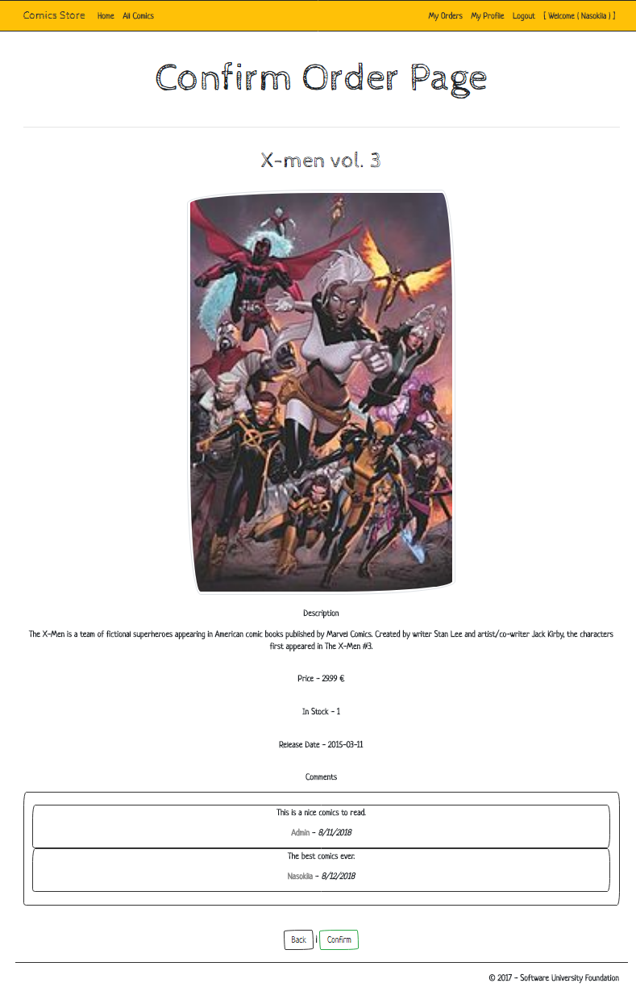 Comics Store Home All Comics My Orders My Profile Logout [ Welcome ( Nasokila ) ]
Confirm Order Page
X-men vol. 3
Description
The X-Men is a team of fictional superheroes appearing in American comic books published by Marvel Comics. Created by writer Stan Lee and artist/co-writer Jack Kirby, the characters
first appeared in The X-Men #3.
Price - 29.99 €
In Stock - 1
Release Date - 2015-03-11
Comments
This is a nice comics to read.
Admin - 8/11/2018
The best comics ever.
Nasokila - 8/12/2018
Back | Confirm
© 2017 - Software University Foundation